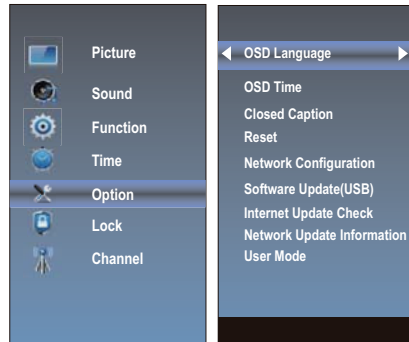 Picture
Sound
Function
Time
Option
Lock
Channel
OSD Language
OSD Time
Closed Caption
Reset
Network Configuration
Software Update(USB)
Internet Update Check
Network Update Information
User Mode